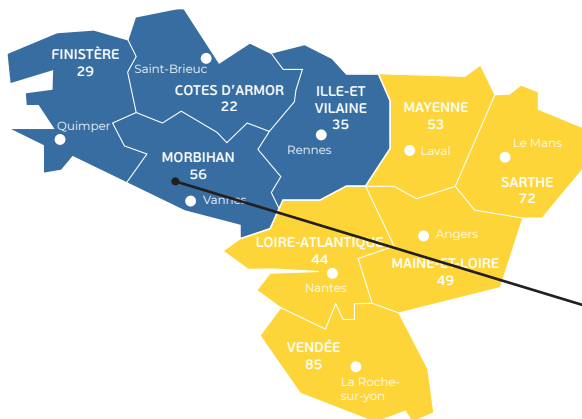 FINISTÈRE
29
Saint-Brieuc
COTES D'ARMOR
22
ILLE-ET
VILAINE
35
MAYENNE
53
Quimper
Rennes
Laval
Le Mans
MORBIHAN
56
SARTHE
72
Vannes
LOIRE-ATLANTIQUE
44
Angers
MAINE-ET-LOIRE
49
Nantes
VENDÉE
85
La Roche-
sur-yon